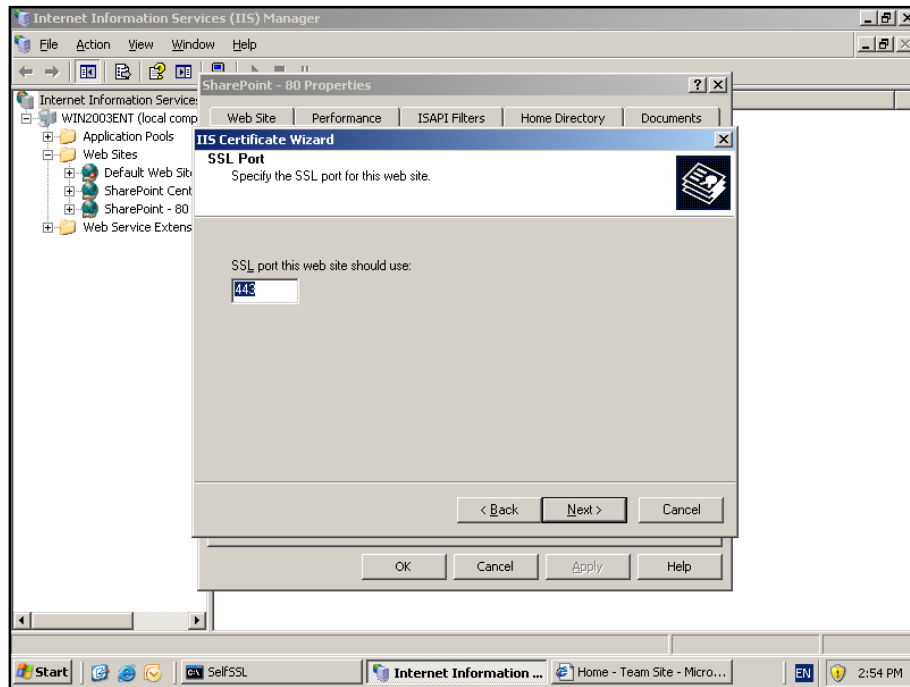 Internet Information Services (IIS) Manager
File Action View Window Help
SharePoint - 80 Properties
Internet Information Service
WIN2003ENT (local comp
Web Site Performance ISAPI Filters Home Directory Documents
Application Pools
IIS Certificate Wizard
Web Sites
SSL Port
Default Web Sit
Specify the SSL port for this web site.
SharePoint Cent
SharePoint - 80
Web Service Extens
SSL port this web site should use:
443
< Back Next > Cancel
OK Cancel Apply Help
Start SelfSSL Internet Information ... Home - Team Site - Micro... EN 2:54 PM